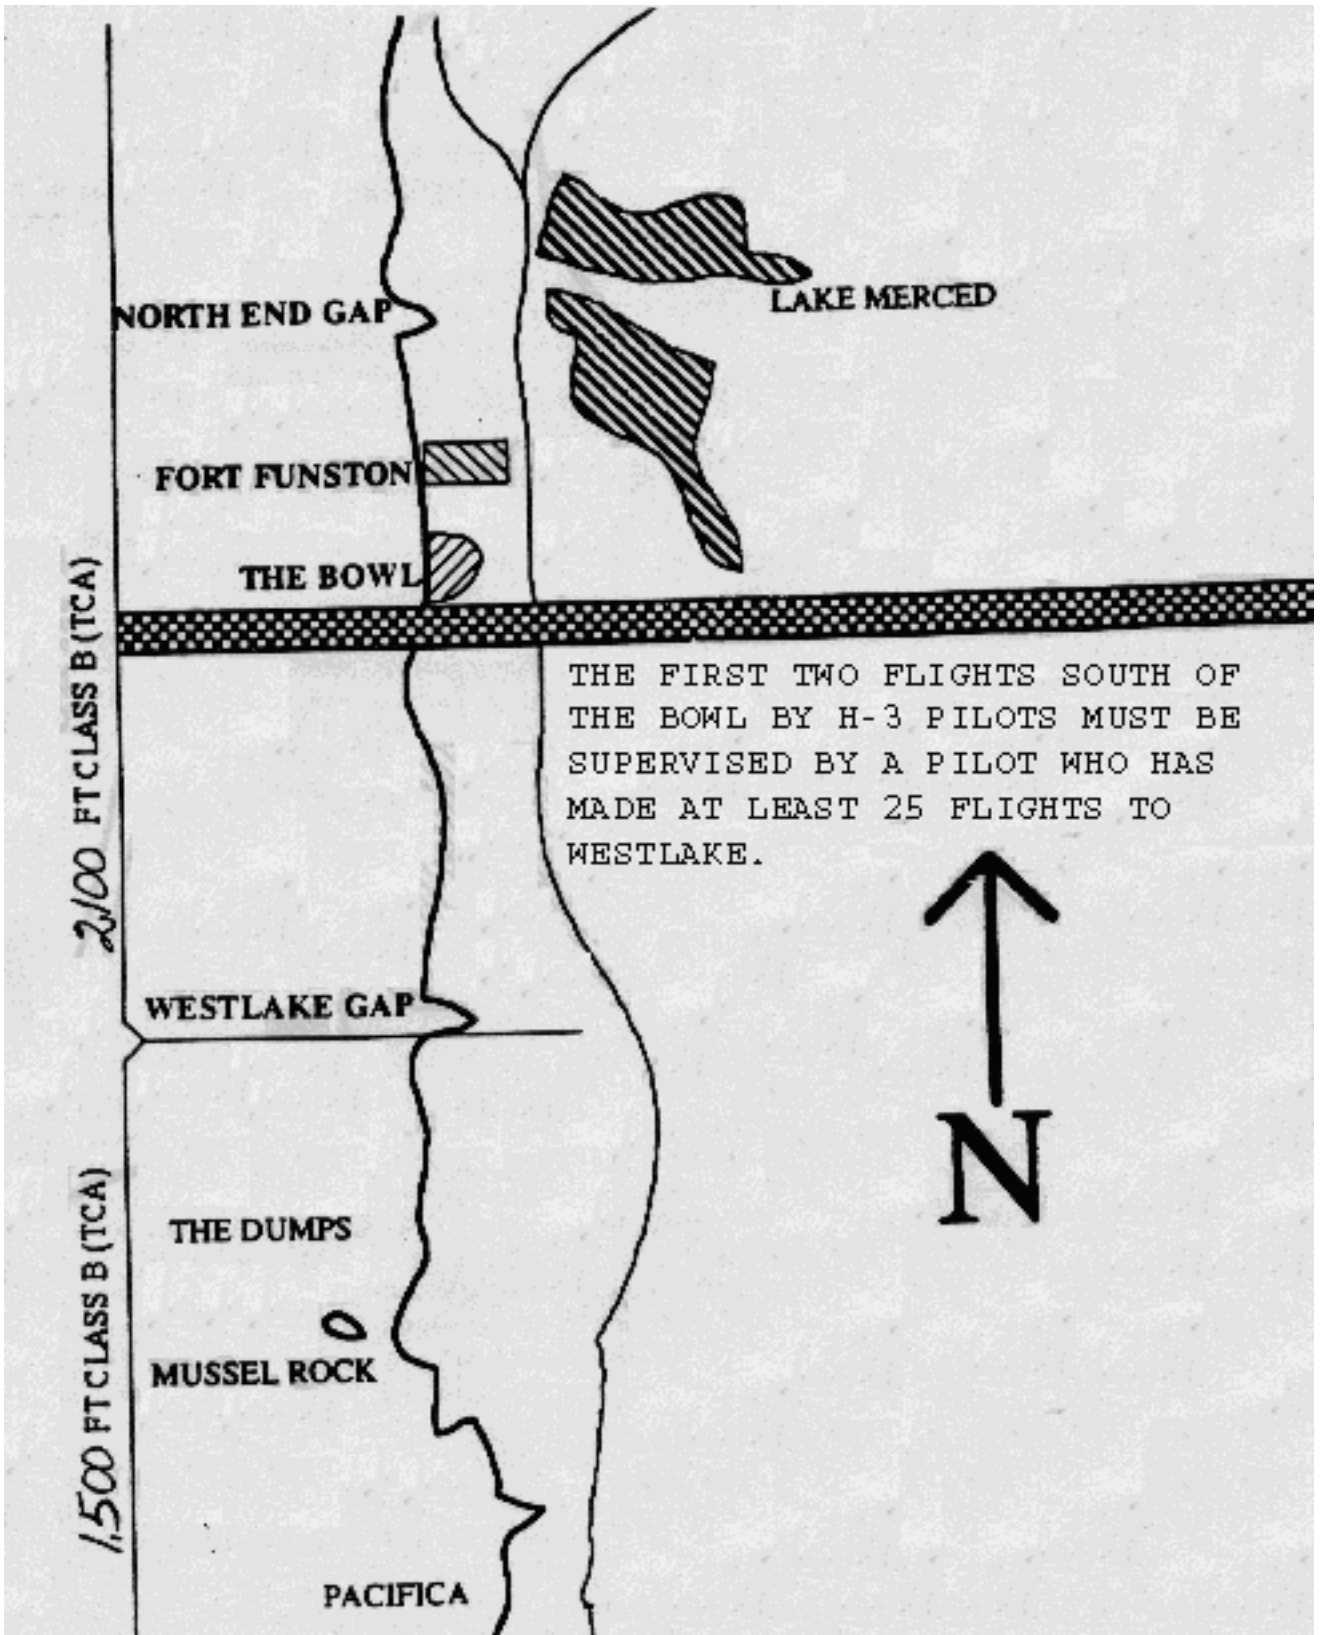 LAKE MERCED
NORTH END GAP
FORT FUNSTON
THE BOWL
2,100 FT CLASS B (TCA)
THE FIRST TWO FLIGHTS SOUTH OF
THE BOWL BY H-3 PILOTS MUST BE
SUPERVISED BY A PILOT WHO HAS
MADE AT LEAST 25 FLIGHTS TO
WESTLAKE.
WESTLAKE GAP
N
THE DUMPS
MUSSEL ROCK
1,500 FT CLASS B (TCA)
PACIFICA